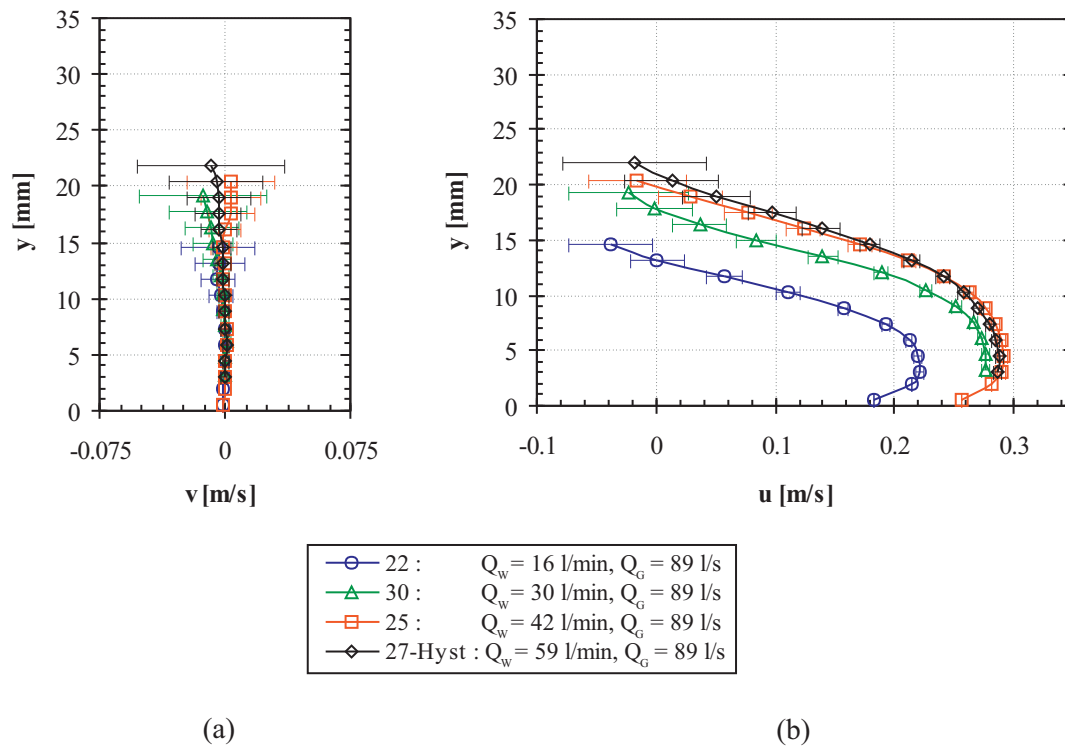 35
30
25
20
15
10
5
0
y [mm]
-0.075
0
0.075
v [m/s]
35
30
25
20
15
10
5
0
y [mm]
-0.1
0
0.1
0.2
0.3
u [m/s]
22 : Q_W = 16 l/min, Q_G = 89 l/s
30 : Q_W = 30 l/min, Q_G = 89 l/s
25 : Q_W = 42 l/min, Q_G = 89 l/s
27-Hyst : Q_W = 59 l/min, Q_G = 89 l/s
(a)
(b)